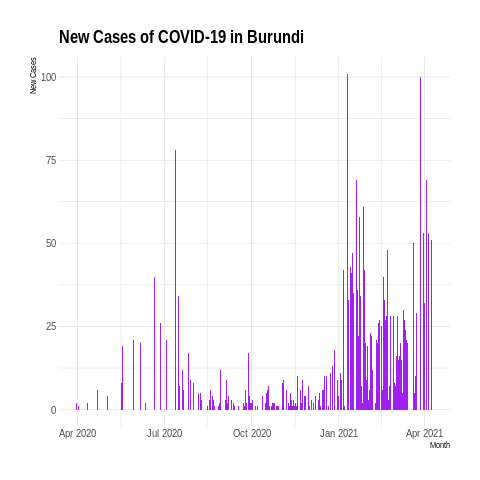 New Cases of COVID-19 in Burundi
New Cases
100
75
50
25
0
Apr 2020 Jul 2020 Oct 2020 Jan 2021 Apr 2021
Month